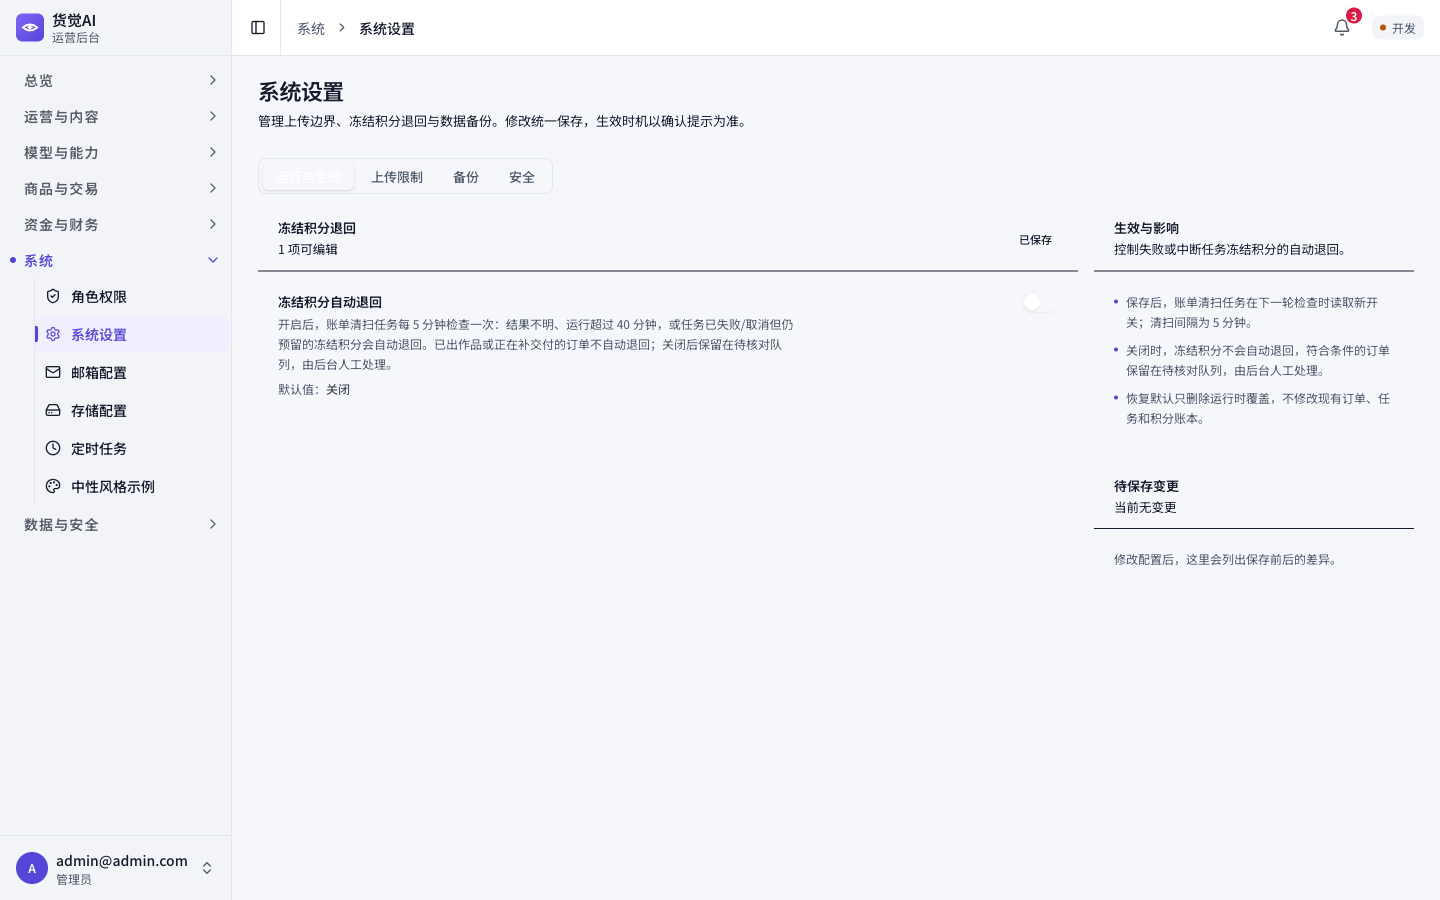 货觉AI
运营后台
总览
运营与内容
模型与能力
商品与交易
资金与财务
系统
角色权限
系统设置
邮箱配置
存储配置
定时任务
中性风格示例
数据与安全
A
admin@admin.com
管理员
系统
系统设置
3
开发
系统设置
管理上传边界、冻结积分退回与数据备份。修改统一保存，生效时机以确认提示为准。
运行与生成
上传限制
备份
安全
冻结积分退回
1 项可编辑
已保存
冻结积分自动退回
开启后，账单清扫任务每 5 分钟检查一次：结果不明、运行超过 40 分钟，或任务已失败/取消但仍
预留的冻结积分会自动退回。已出作品或正在补交付的订单不自动退回；关闭后保留在待核对队
列，由后台人工处理。
默认值：关闭
生效与影响
控制失败或中断任务冻结积分的自动退回。
保存后，账单清扫任务在下一轮检查时读取新开
关；清扫间隔为 5 分钟。
关闭时，冻结积分不会自动退回，符合条件的订单
保留在待核对队列，由后台人工处理。
恢复默认只删除运行时覆盖，不修改现有订单、任
务和积分账本。
待保存变更
当前无变更
修改配置后，这里会列出保存前后的差异。